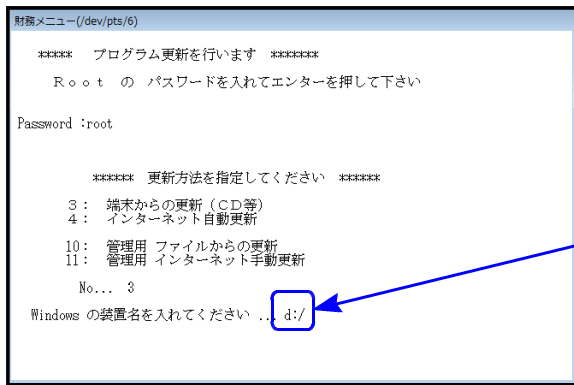 財務メニュー(/dev/pts/6)
***** プログラム更新を行います *******
Ｒｏｏｔ の パスワードを入れてエンターを押して下さい
Password :root
****** 更新方法を指定してください ******
３： 端末からの更新（ＣＤ等）
４： インターネット自動更新
10： 管理用 ファイルからの更新
11： 管理用 インターネット手動更新
No... 3
Windows の装置名を入れてください ... d:/